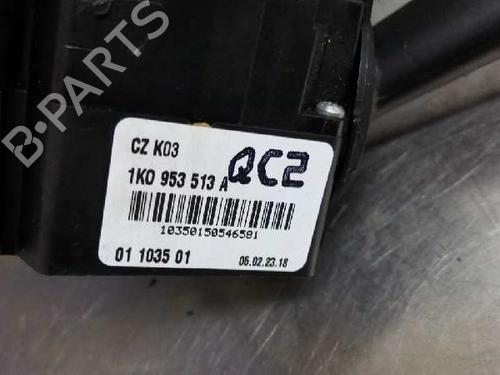 B-PARTS
CZ K03
QC2
1K0 953 513 A
10350150546581
01 1035 01
05.02.23.18